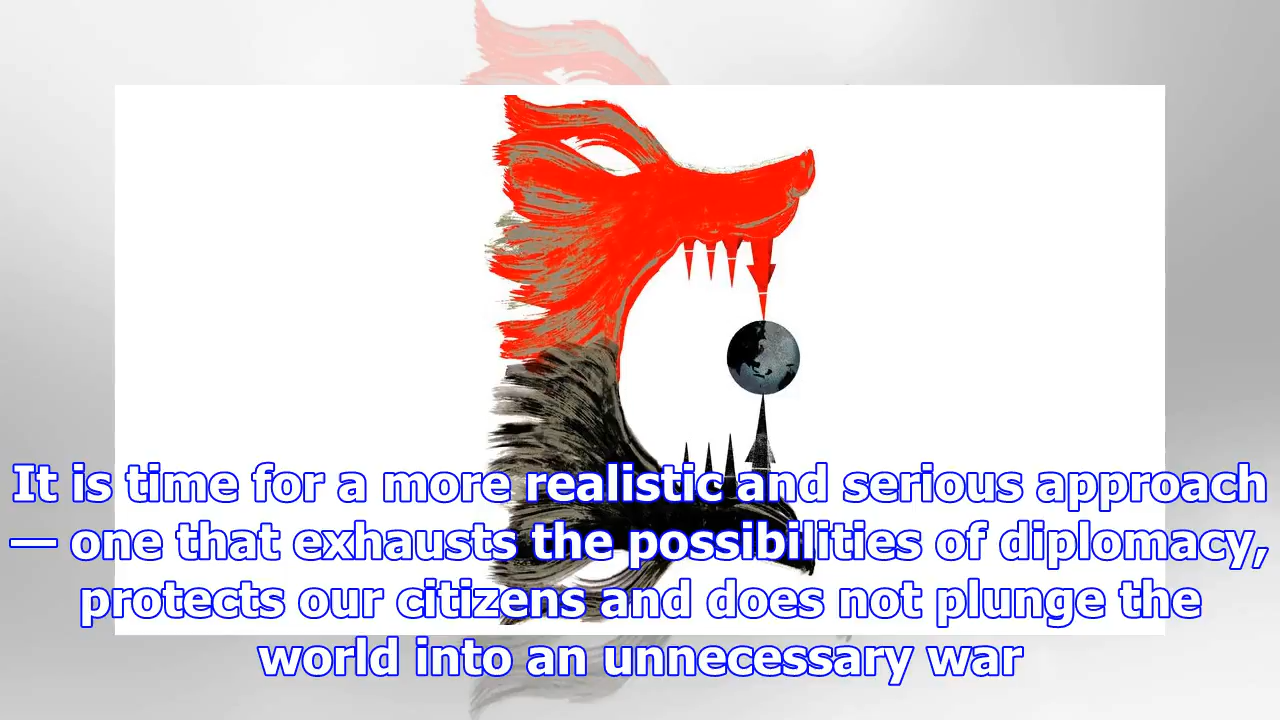 It is time for a more realistic and serious approach
— one that exhausts the possibilities of diplomacy,
protects our citizens and does not plunge the
world into an unnecessary war